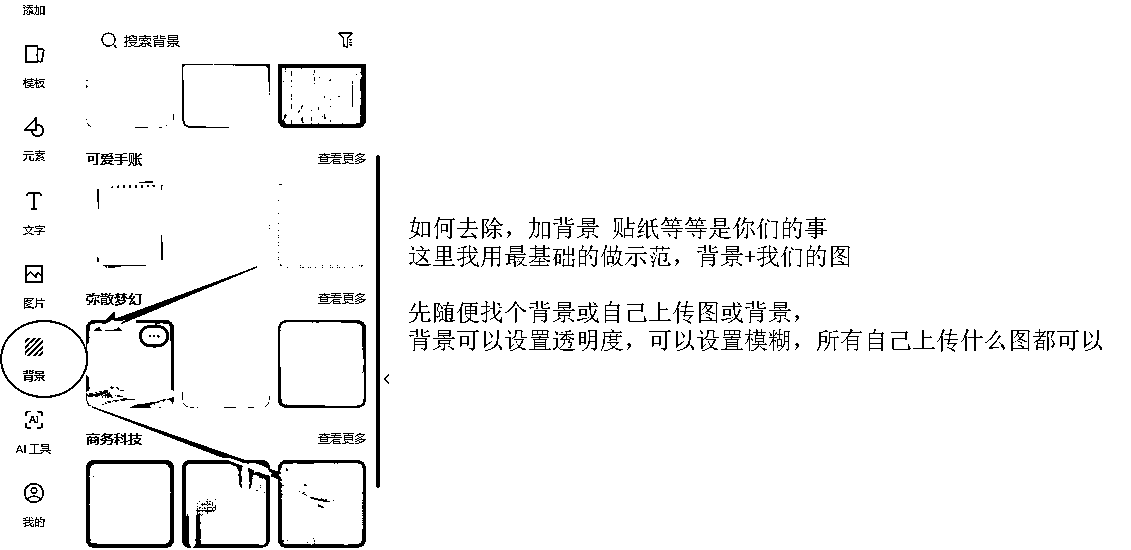 添加
模板
元素
文字
图片
背景
AI 工具
我的
搜索背景
可爱手账 查看更多
弥散梦幻 查看更多
商务科技 查看更多
如何去除，加背景 贴纸等等是你们的事
这里我用最基础的做示范，背景+我们的图
先随便找个背景或自己上传图或背景，
背景可以设置透明度，可以设置模糊，所有自己上传什么图都可以